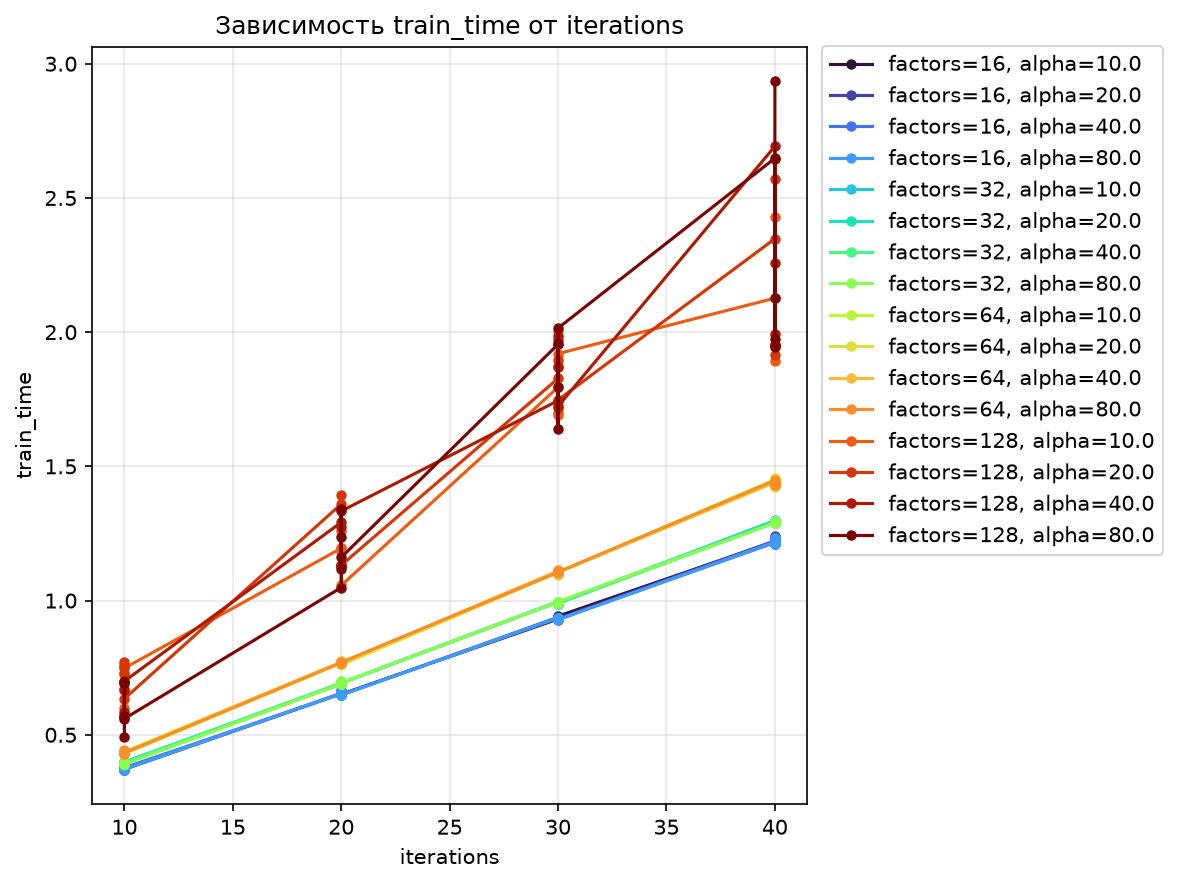 Зависимость train_time от iterations
train_time
3.0
2.5
2.0
1.5
1.0
0.5
10
15
20
25
30
35
40
iterations
factors=16, alpha=10.0
factors=16, alpha=20.0
factors=16, alpha=40.0
factors=16, alpha=80.0
factors=32, alpha=10.0
factors=32, alpha=20.0
factors=32, alpha=40.0
factors=32, alpha=80.0
factors=64, alpha=10.0
factors=64, alpha=20.0
factors=64, alpha=40.0
factors=64, alpha=80.0
factors=128, alpha=10.0
factors=128, alpha=20.0
factors=128, alpha=40.0
factors=128, alpha=80.0